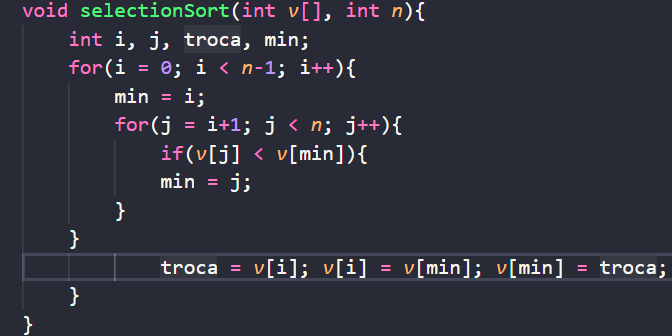 void selectionSort(int v[], int n){
int i, j, troca, min;
for(i = 0; i < n-1; i++){
min = i;
for(j = i+1; j < n; j++){
if(v[j] < v[min]){
min = j;
}
}
troca = v[i]; v[i] = v[min]; v[min] = troca;
}
}